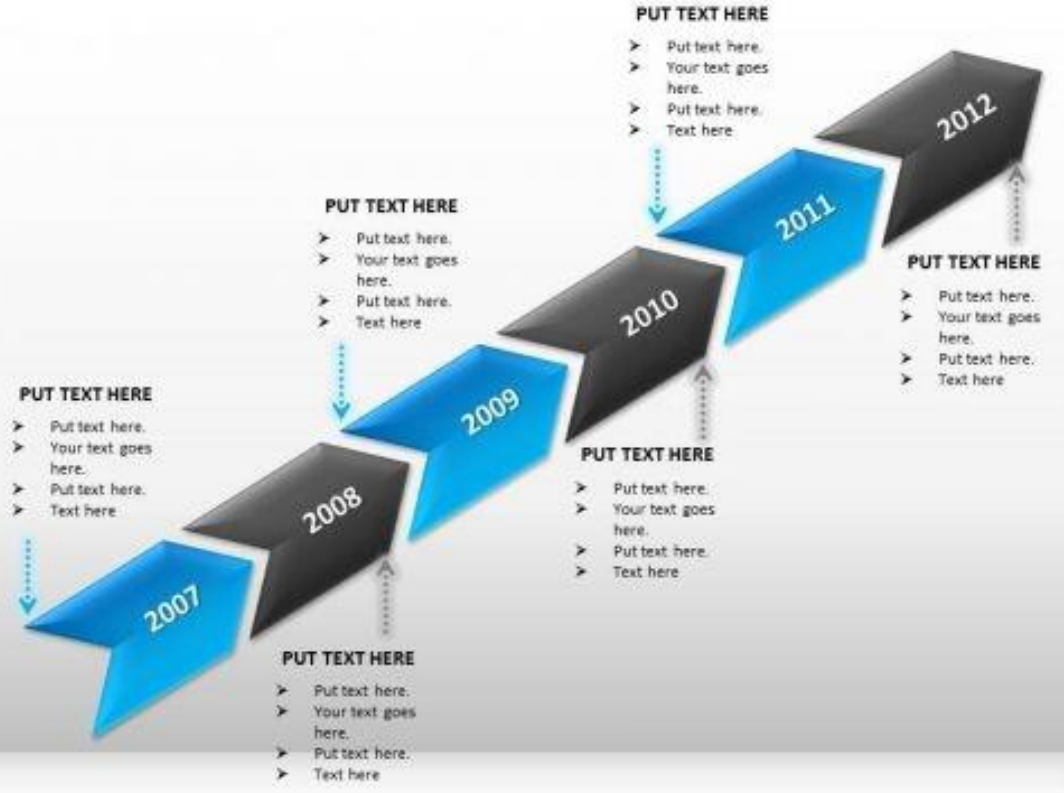 PUT TEXT HERE
➤ Put text here.
➤ Your text goes
here.
➤ Put text here.
➤ Text here
2012
2011
PUT TEXT HERE
➤ Put text here.
➤ Your text goes
here.
➤ Put text here.
➤ Text here
PUT TEXT HERE
➤ Put text here.
➤ Your text goes
here.
➤ Put text here.
➤ Text here
2010
2009
PUT TEXT HERE
➤ Put text here.
➤ Your text goes
here.
➤ Put text here.
➤ Text here
PUT TEXT HERE
➤ Put text here.
➤ Your text goes
here.
➤ Put text here.
➤ Text here
2008
2007
PUT TEXT HERE
➤ Put text here.
➤ Your text goes
here.
➤ Put text here.
➤ Text here